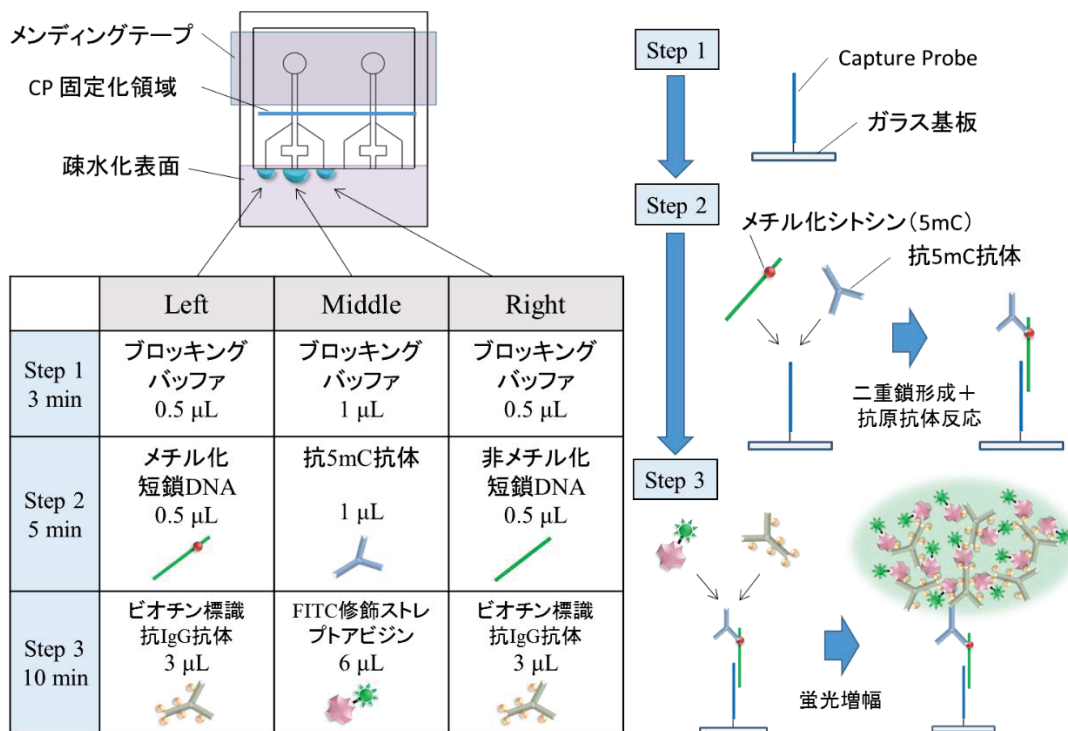 メンディングテープ
CP 固定化領域
疎水化表面
Left
Middle
Right
Step 1
3 min
ブロッキング
バッファ
0.5 μL
ブロッキング
バッファ
1 μL
ブロッキング
バッファ
0.5 μL
Step 2
5 min
メチル化
短鎖DNA
0.5 μL
抗5mC抗体
1 μL
非メチル化
短鎖DNA
0.5 μL
Step 3
10 min
ビオチン標識
抗IgG抗体
3 μL
FITC修飾ストレ
プトアビジン
6 μL
ビオチン標識
抗IgG抗体
3 μL
Step 1
Capture Probe
ガラス基板
Step 2
メチル化シトシン(5mC)
抗5mC抗体
二重鎖形成+
抗原抗体反応
Step 3
蛍光増幅